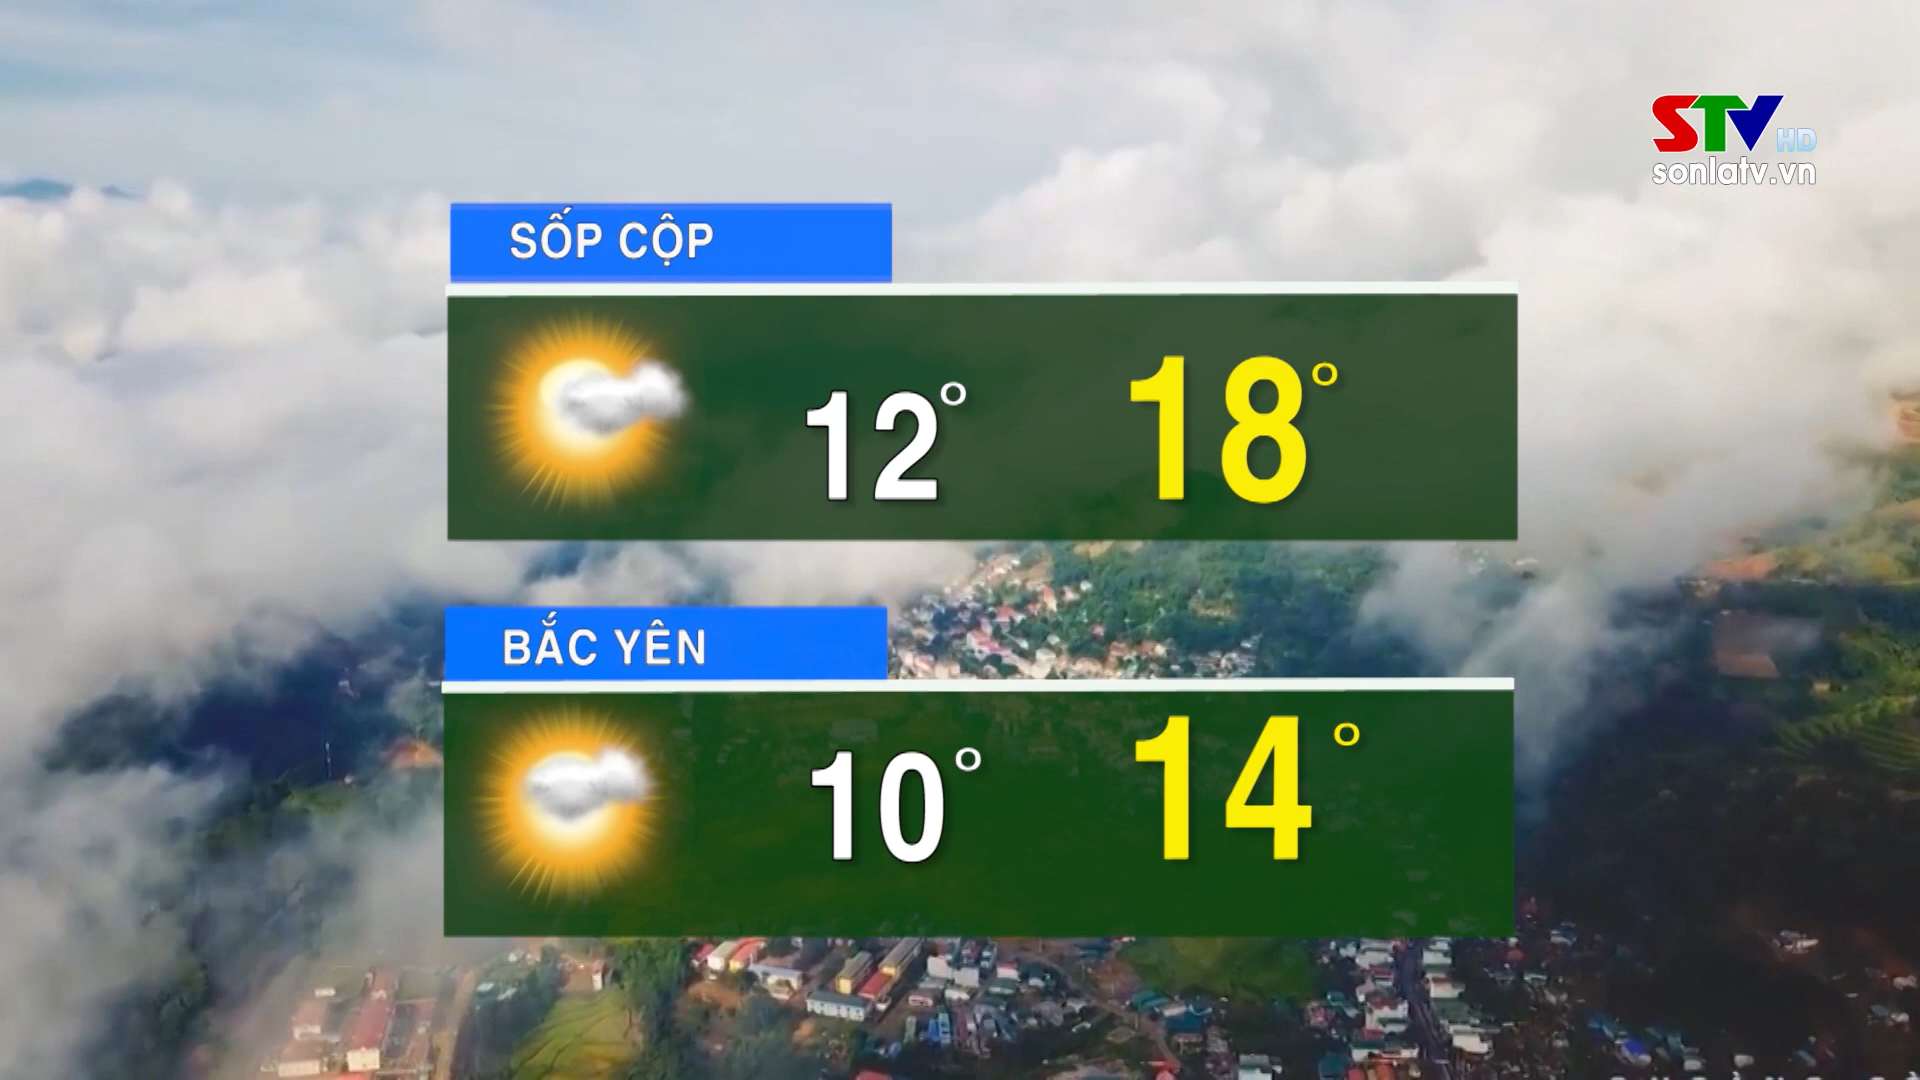 STV HD
sonlatv.vn
SỐP CỘP
12° 18°
BẮC YÊN
10° 14°